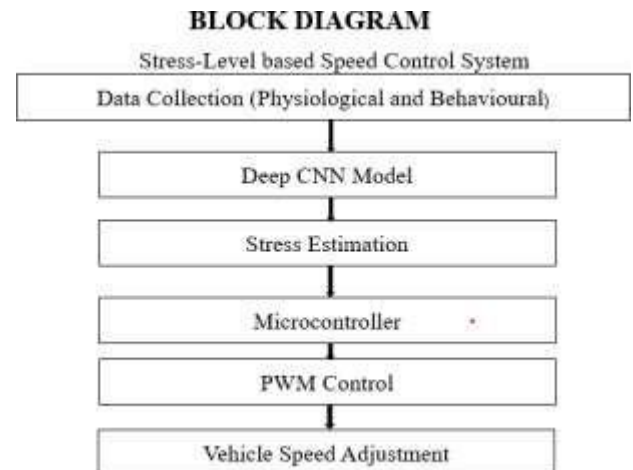 BLOCK DIAGRAM
Stress-Level based Speed Control System
Data Collection (Physiological and Behavioural)
Deep CNN Model
Stress Estimation
Microcontroller
PWM Control
Vehicle Speed Adjustment